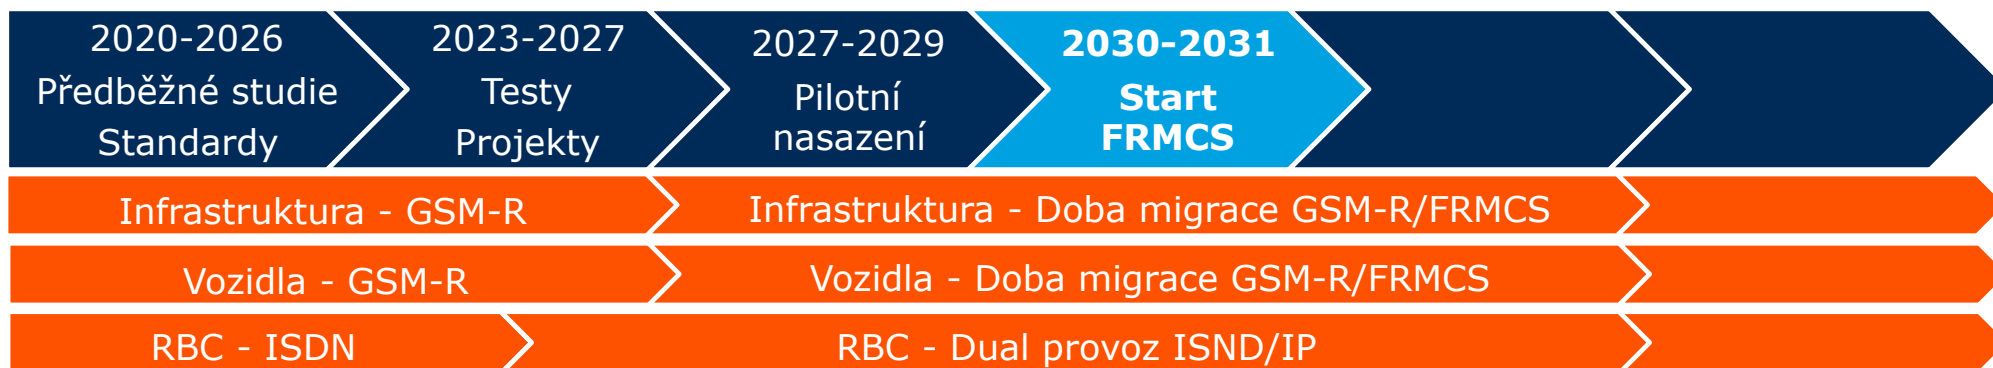 2020-2026
Předběžné studie
Standardy
2023-2027
Testy
Projekty
2027-2029
Pilotní
nasazení
2030-2031
Start
FRMCS
Infrastruktura - GSM-R
Infrastruktura - Doba migrace GSM-R/FRMCS
Vozidla - GSM-R
Vozidla - Doba migrace GSM-R/FRMCS
RBC - ISDN
RBC - Dual provoz ISND/IP